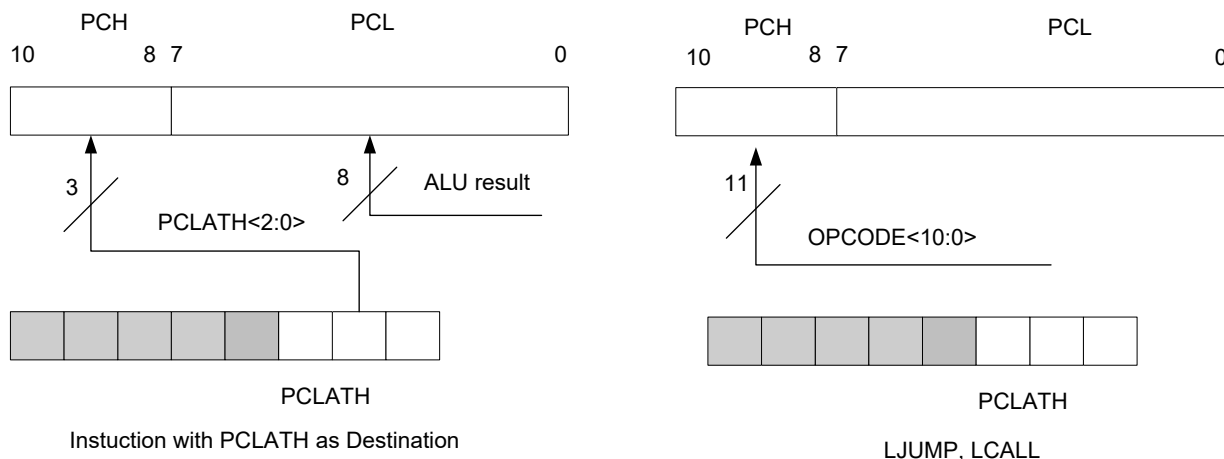 PCH PCL
10 8 7 0
3
8
ALU result
PCLATH<2:0>
PCLATH
Instuction with PCLATH as Destination
PCH PCL
10 8 7 0
11
OPCODE<10:0>
PCLATH
LJUMP, LCALL